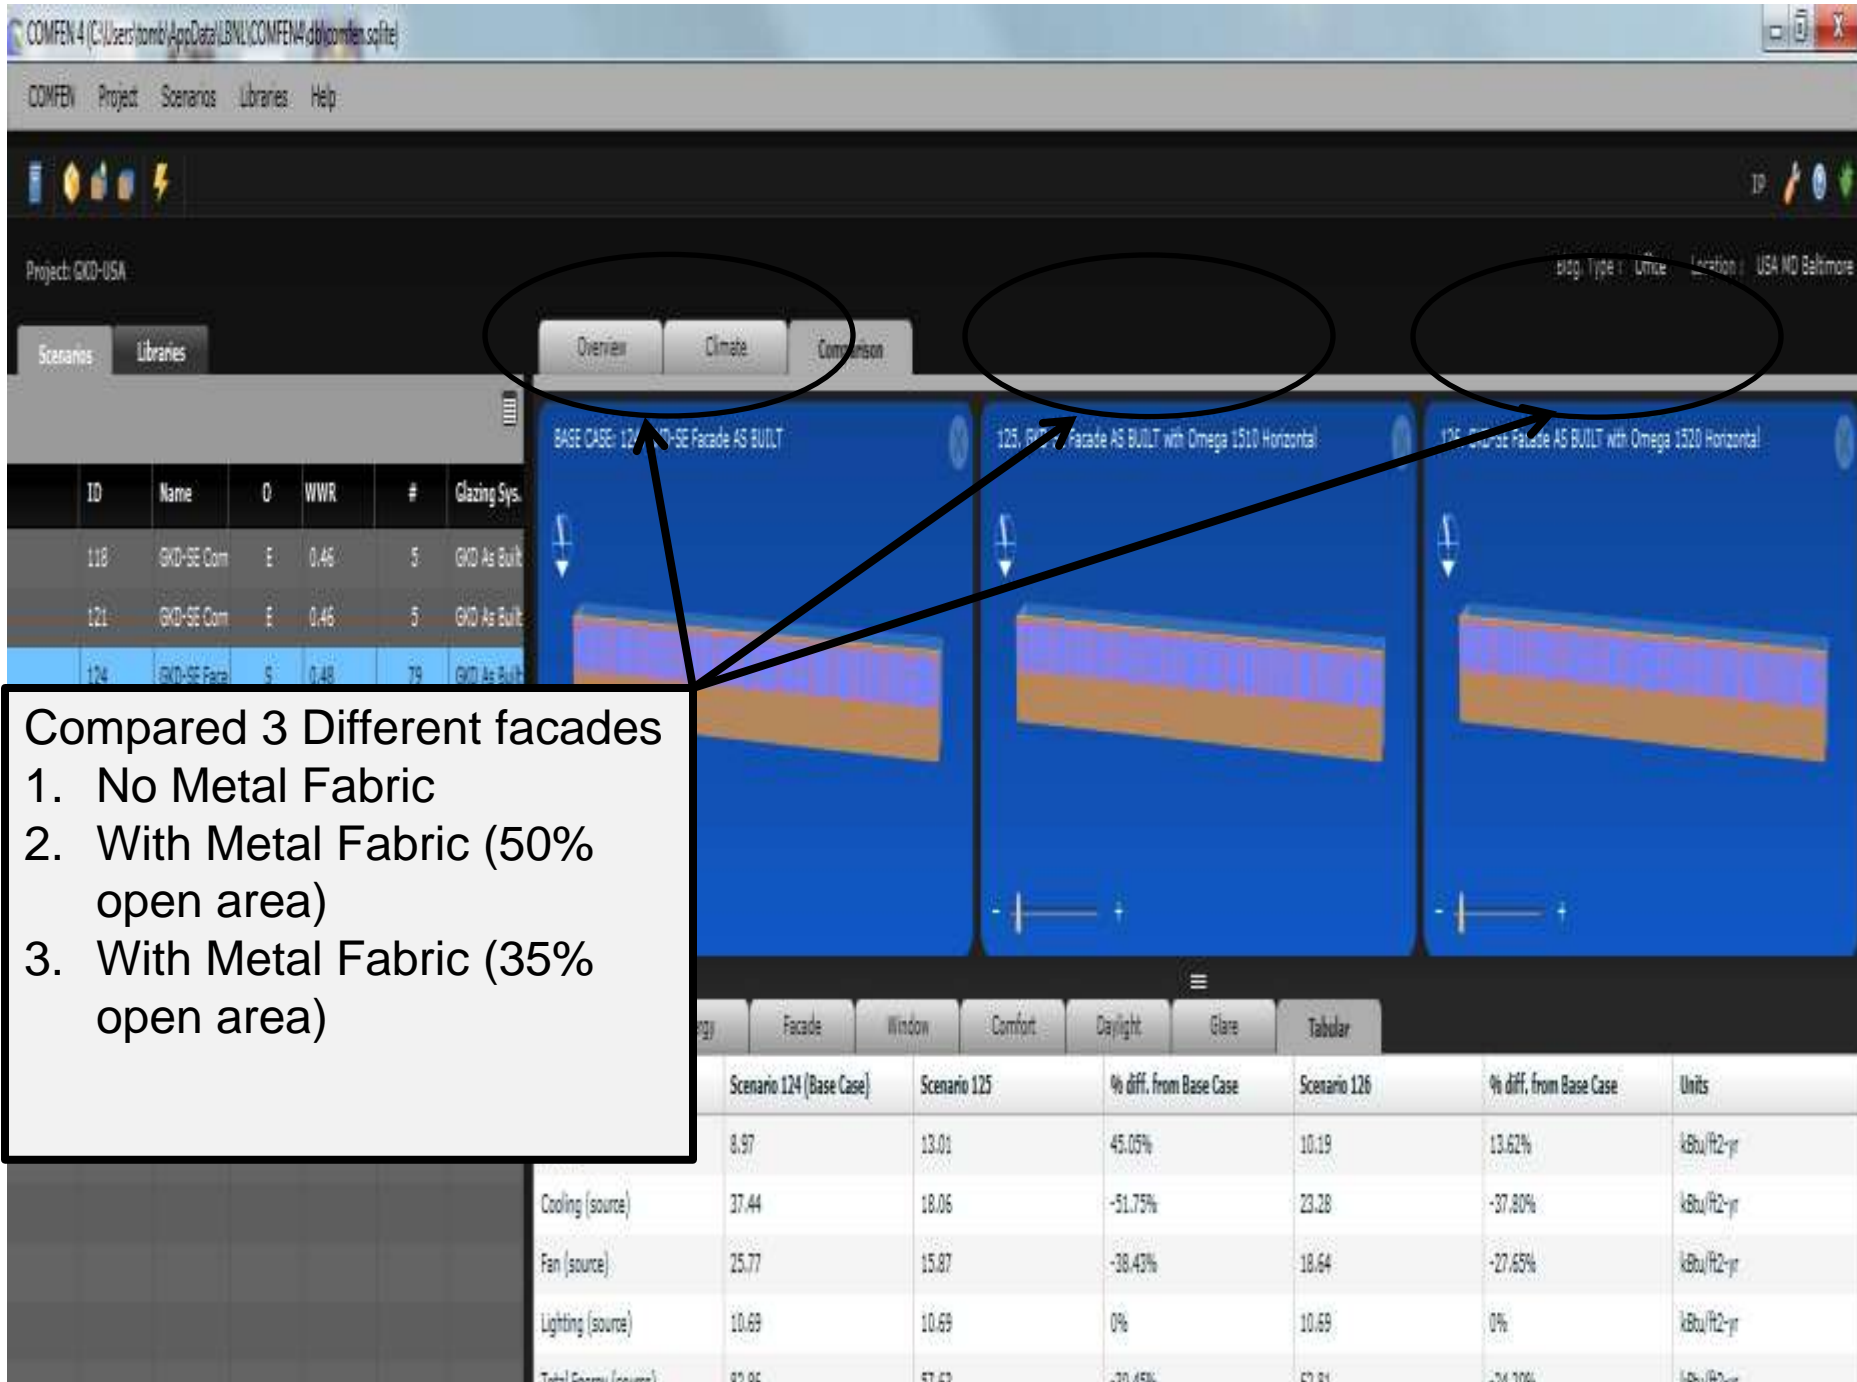 COMFEN 4 (C:\Users\tomb\AppData\LBNL\COMFEN4\db\comfen.sqlite)
COMFEN Project Scenarios Libraries Help
IP
Project: GKD-USA
Bldg. Type : Office Location : USA MD Baltimore
Scenarios Libraries
Overview Climate Comparison
BASE CASE: GKD-SE Facade AS BUILT
125. Facade AS BUILT with Omega 1510 Horizontal
126. GKD-SE Facade AS BUILT with Omega 1520 Horizontal
ID Name O WWR # Glazing Sys.
118 GKD-SE Com E 0.46 5 GKD As Built
121 GKD-SE Com E 0.46 5 GKD As Built
124 GKD-SE Faca S 0.48 79 GKD As Built
Compared 3 Different facades
1. No Metal Fabric
2. With Metal Fabric (50%
open area)
3. With Metal Fabric (35%
open area)
- +
- +
Facade Window Comfort Daylight Glare Tabular
Scenario 124 (Base Case) Scenario 125 % diff. from Base Case Scenario 126 % diff. from Base Case Units
8.97 13.01 45.05% 10.19 13.62% kBtu/ft2-yr
Cooling (source) 37.44 18.06 -51.75% 23.28 -37.80% kBtu/ft2-yr
Fan (source) 25.77 15.87 -38.43% 18.64 -27.65% kBtu/ft2-yr
Lighting (source) 10.69 10.69 0% 10.69 0% kBtu/ft2-yr
Total Energy (source)